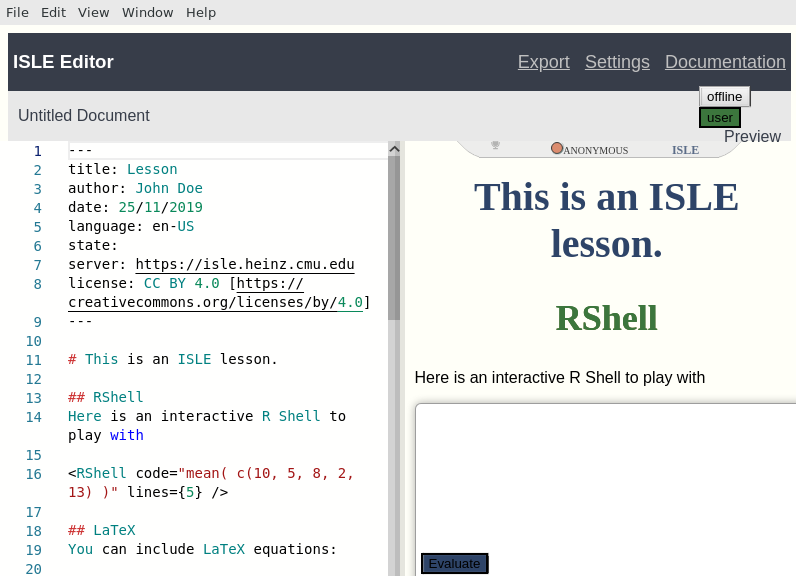 File Edit View Window Help
ISLE Editor Export Settings Documentation
Untitled Document
offline
user
Preview
1 ---
2 title: Lesson
3 author: John Doe
4 date: 25/11/2019
5 language: en-US
6 state:
7 server: https://isle.heinz.cmu.edu
8 license: CC BY 4.0 [https://
creativecommons.org/licenses/by/4.0]
9 ---
10
11 # This is an ISLE lesson.
12
13 ## RShell
14 Here is an interactive R Shell to
play with
15
16 <RShell code="mean( c(10, 5, 8, 2,
13) )" lines={5} />
17
18 ## LaTeX
19 You can include LaTeX equations:
20
ANONYMOUS ISLE
This is an ISLE
lesson.
RShell
Here is an interactive R Shell to play with
Evaluate